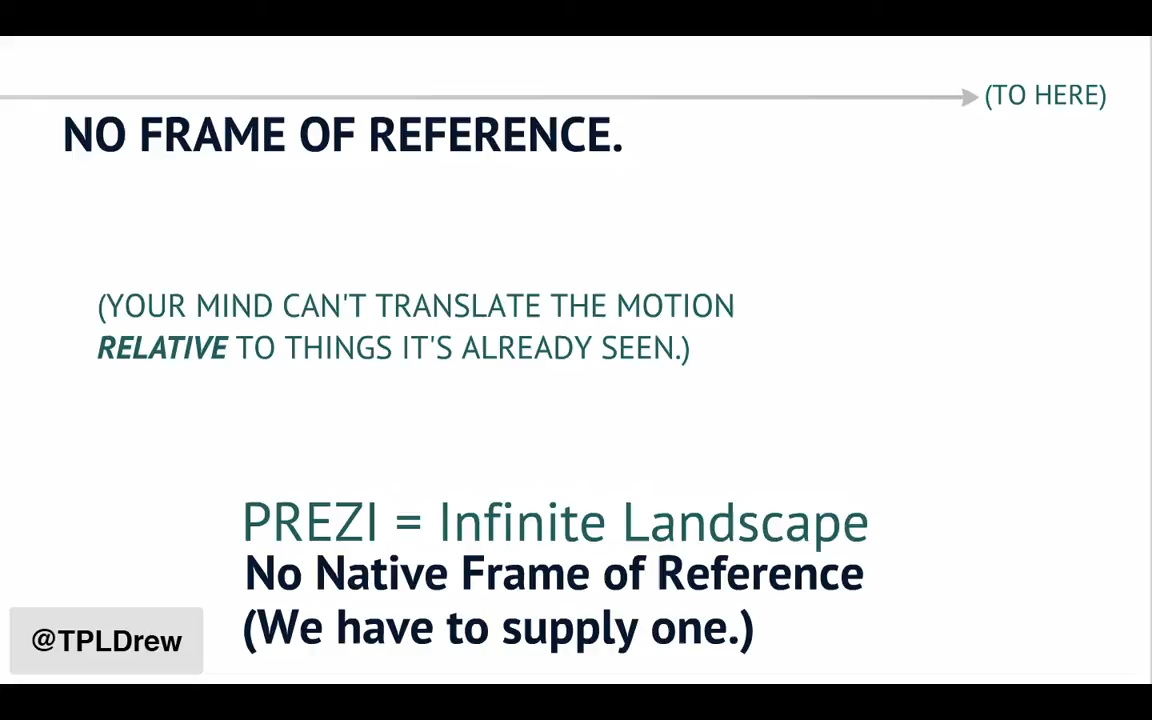 (TO HERE)
NO FRAME OF REFERENCE.
(YOUR MIND CAN'T TRANSLATE THE MOTION
RELATIVE TO THINGS IT'S ALREADY SEEN.)
PREZI = Infinite Landscape
No Native Frame of Reference
(We have to supply one.)
@TPLDrew